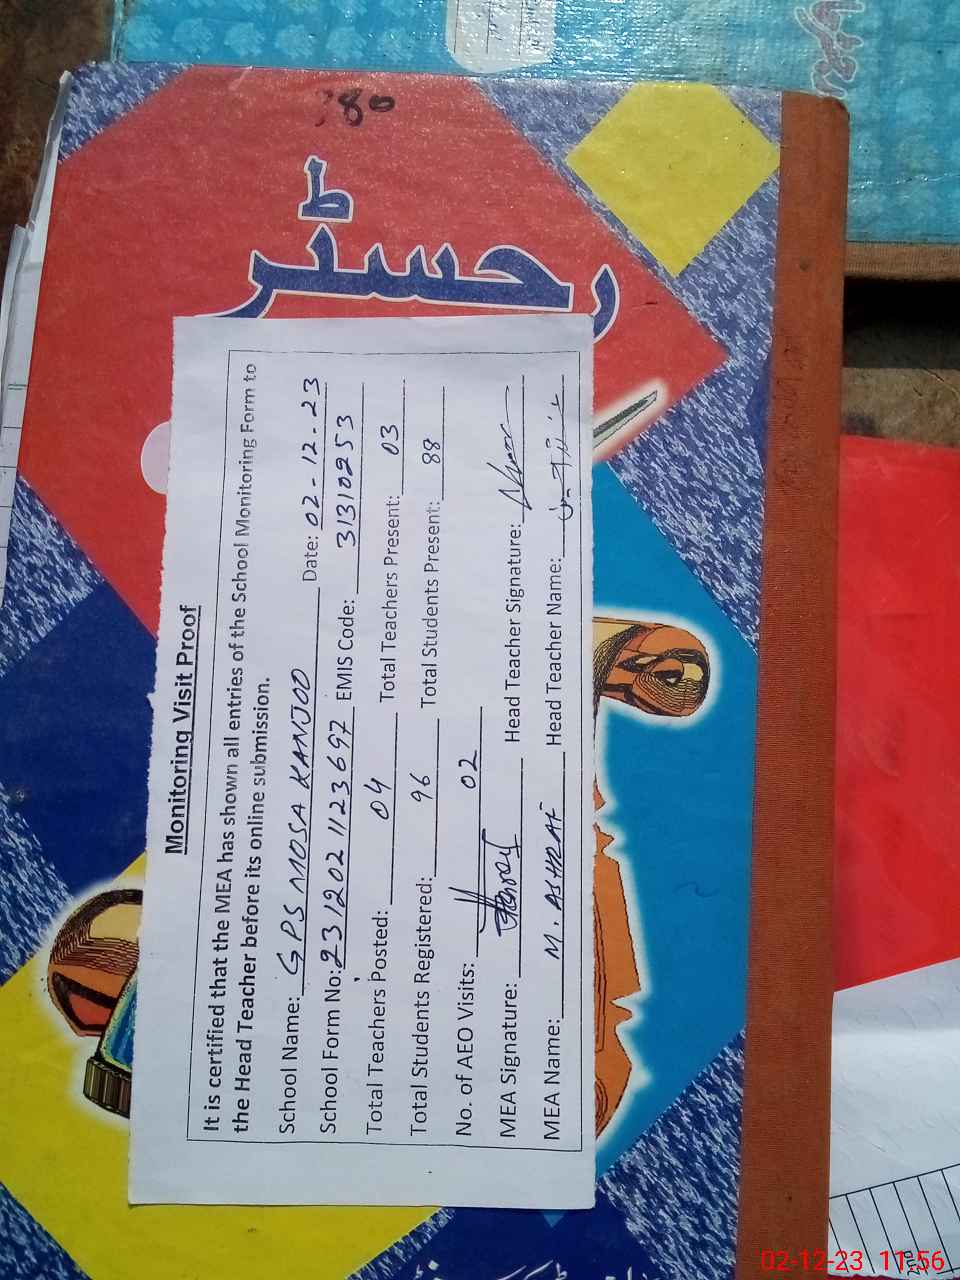 380
رجسٹر
Monitoring Visit Proof
It is certified that the MEA has shown all entries of the School Monitoring Form to
the Head Teacher before its online submission.
School Name: GPS MOSA KANJOO Date: 02-12-23
School Form No: 2312021123697 EMIS Code: 31310253
Total Teachers Posted: 04 Total Teachers Present: 03
Total Students Registered: 96 Total Students Present: 88
No. of AEO Visits: 02
MEA Signature: Head Teacher Signature:
MEA Name: M. ASHRAF Head Teacher Name:
02-12-23 11:56